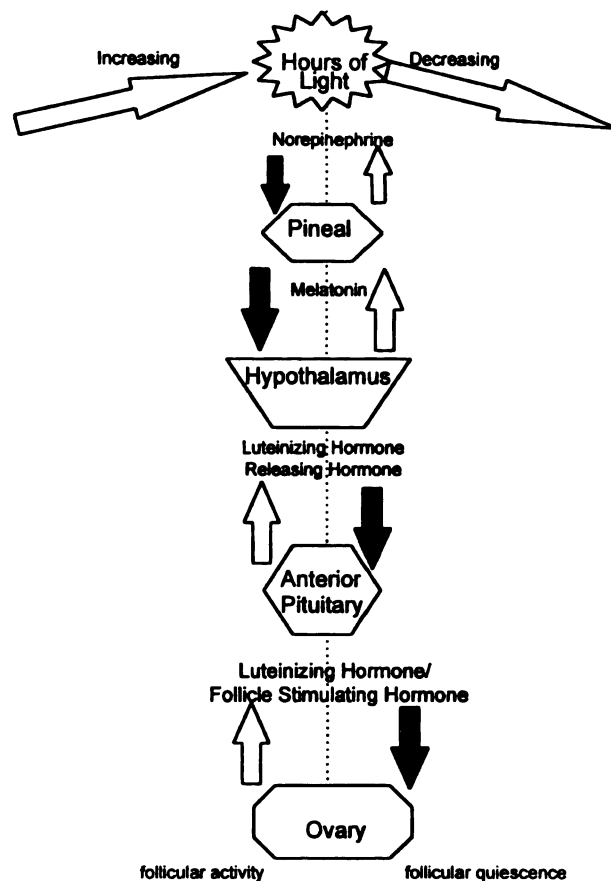 Increasing
Hours of
Light
Decreasing
Norepinephrine
Pineal
Melatonin
Hypothalamus
Luteinizing Hormone
Releasing Hormone
Anterior
Pituitary
Luteinizing Hormone/
Follicle Stimulating Hormone
Ovary
follicular activity
follicular quiescence